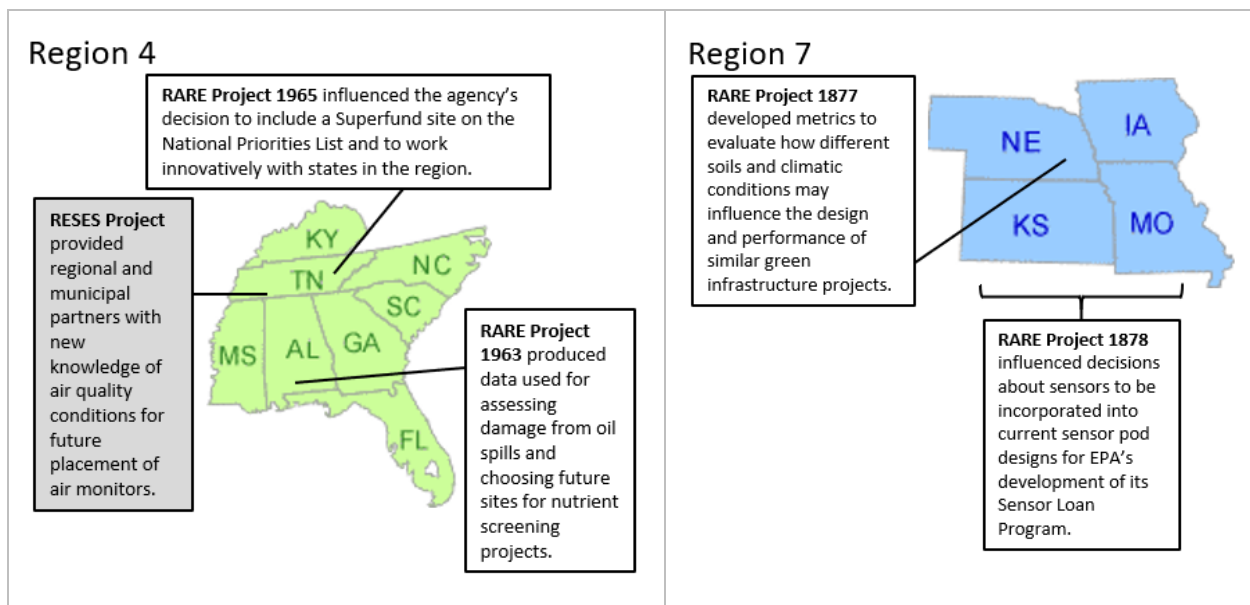 Region 4
RARE Project 1965 influenced the agency’s
decision to include a Superfund site on the
National Priorities List and to work
innovatively with states in the region.
RESES Project
provided
regional and
municipal
partners with
new
knowledge of
air quality
conditions for
future
placement of
air monitors.
KY
TN
NC
SC
MS
AL
GA
FL
RARE Project
1963 produced
data used for
assessing
damage from oil
spills and
choosing future
sites for nutrient
screening
projects.
Region 7
RARE Project 1877
developed metrics to
evaluate how different
soils and climatic
conditions may
influence the design
and performance of
similar green
infrastructure projects.
NE
IA
KS
MO
RARE Project 1878
influenced decisions
about sensors to be
incorporated into
current sensor pod
designs for EPA’s
development of its
Sensor Loan
Program.